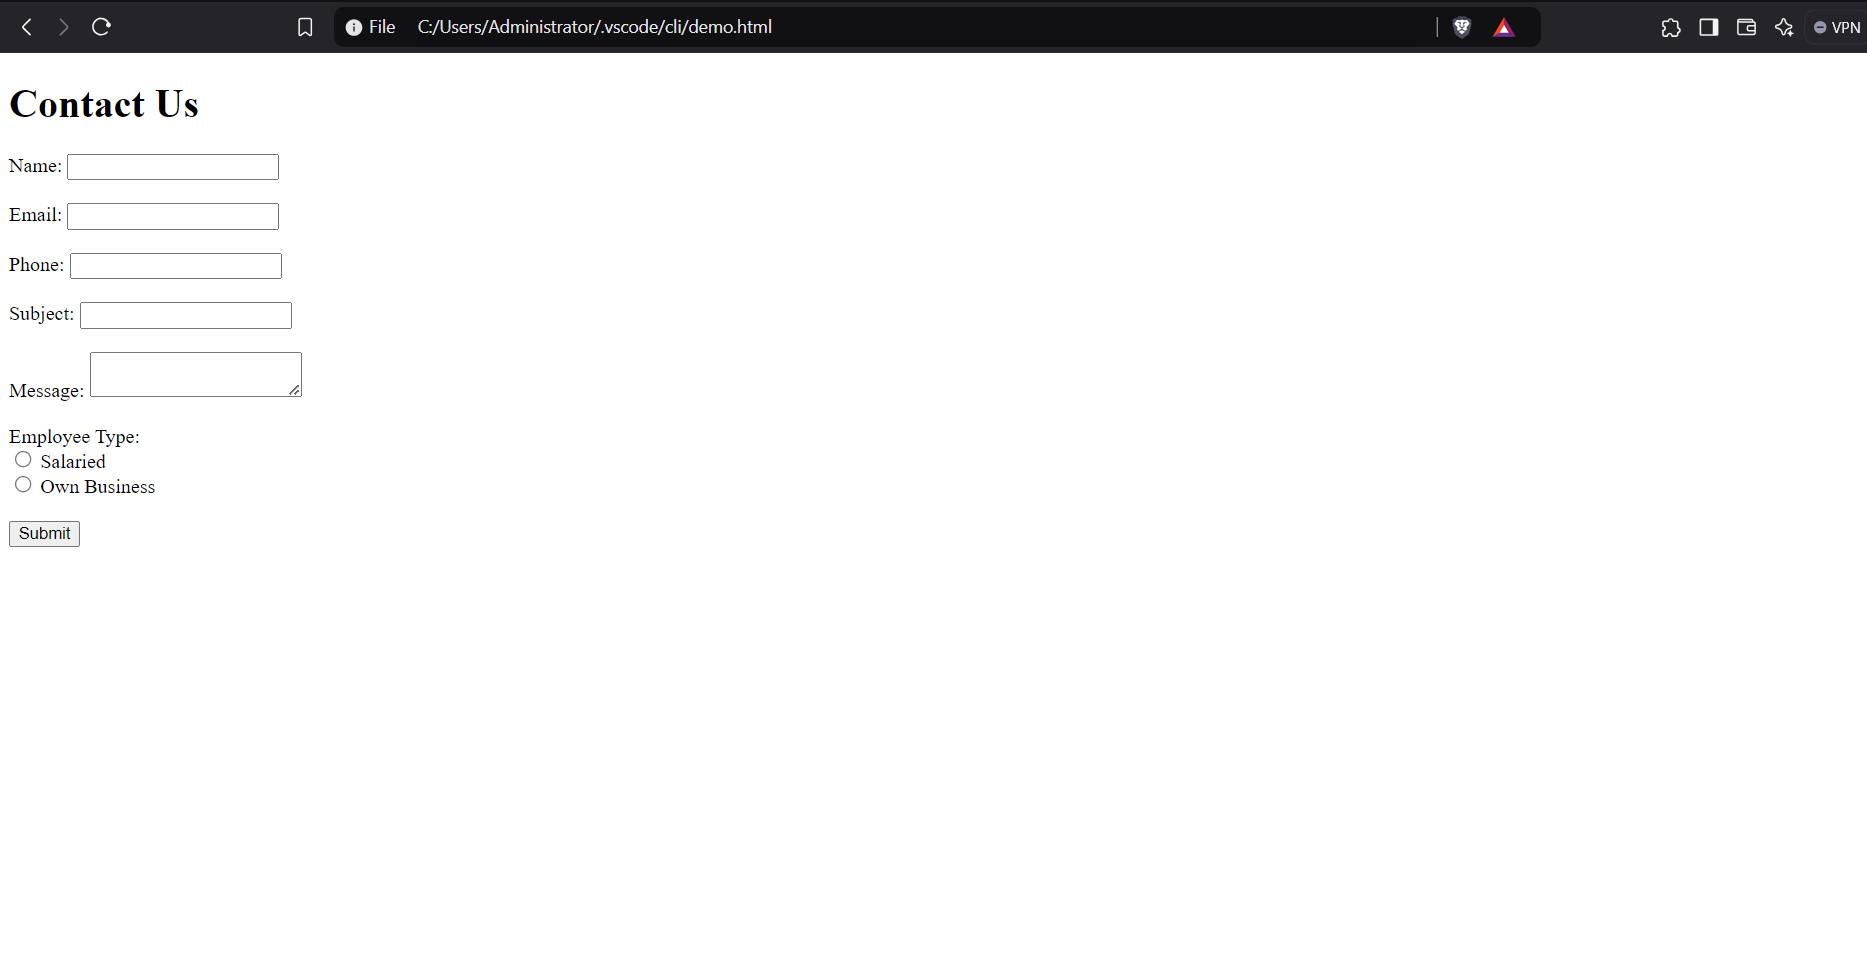 File C:/Users/Administrator/.vscode/cli/demo.html VPN
Contact Us
Name:
Email:
Phone:
Subject:
Message:
Employee Type:
Salaried
Own Business
Submit